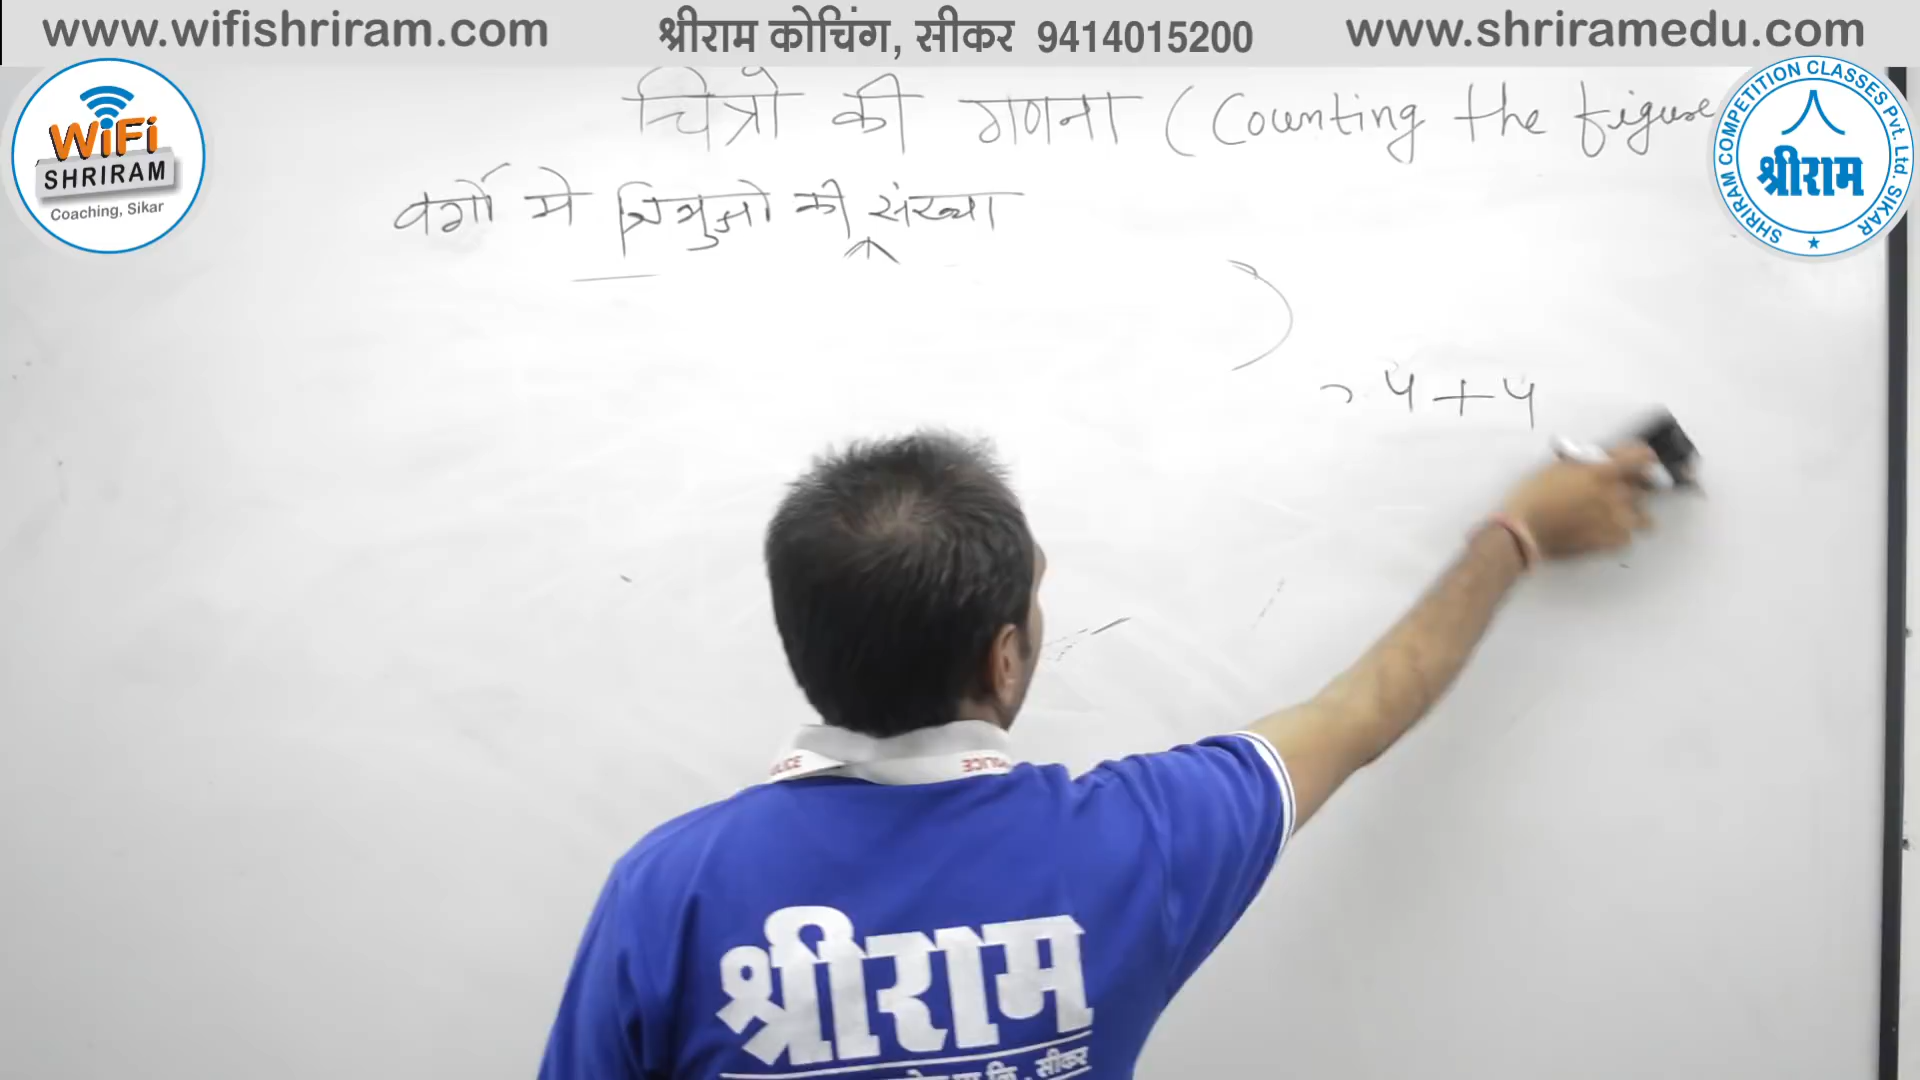 www.wifishriram.com श्रीराम कोचिंग, सीकर 9414015200 www.shriramedu.com
WiFi
SHRIRAM
Coaching, Sikar
SHRIRAM COMPETITION CLASSES Pvt. Ltd. SIKAR
श्रीराम
चित्रो की गणना (Counting the figure
वर्गो मे त्रिभुजो की संख्या
4 + 4
श्रीराम
सीकर